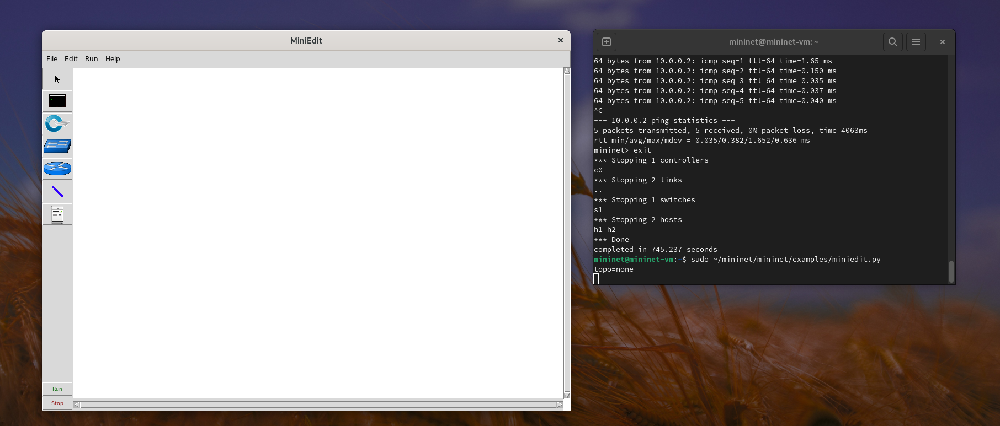 MiniEdit
File Edit Run Help
Run
Stop
mininet@mininet-vm: ~
64 bytes from 10.0.0.2: icmp_seq=1 ttl=64 time=1.65 ms
64 bytes from 10.0.0.2: icmp_seq=2 ttl=64 time=0.150 ms
64 bytes from 10.0.0.2: icmp_seq=3 ttl=64 time=0.035 ms
64 bytes from 10.0.0.2: icmp_seq=4 ttl=64 time=0.037 ms
64 bytes from 10.0.0.2: icmp_seq=5 ttl=64 time=0.040 ms
^C
--- 10.0.0.2 ping statistics ---
5 packets transmitted, 5 received, 0% packet loss, time 4063ms
rtt min/avg/max/mdev = 0.035/0.382/1.652/0.636 ms
mininet> exit
*** Stopping 1 controllers
c0
*** Stopping 2 links
..
*** Stopping 1 switches
s1
*** Stopping 2 hosts
h1 h2
*** Done
completed in 745.237 seconds
mininet@mininet-vm:~$ sudo ~/mininet/mininet/examples/miniedit.py
topo=none